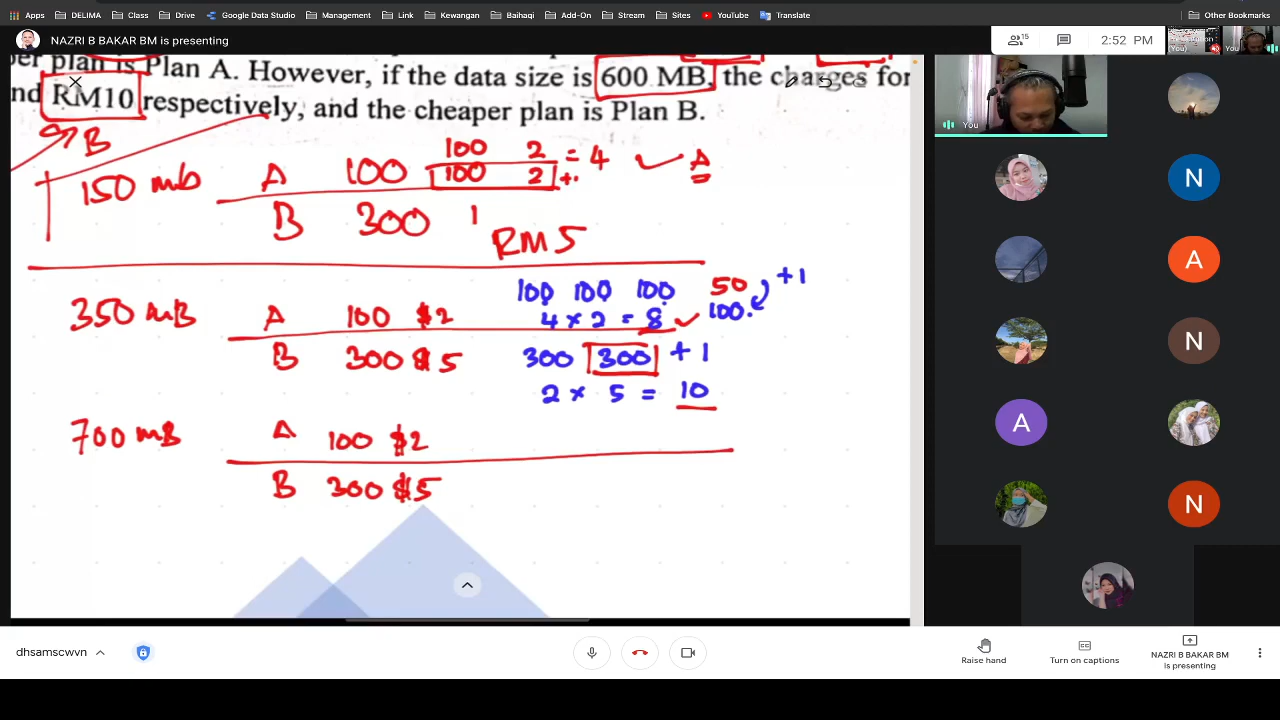 Apps DELIMA Class Drive Google Data Studio Management Link Kewangan Baihaqi Add-On Stream Sites YouTube Translate Other Bookmarks
NAZRI B BAKAR BM is presenting
15
2:52 PM
plan is Plan A. However, if the data size is 600 MB, the charges for
nd RM10 respectively, and the cheaper plan is Plan B.
B
150 mb A 100 100 2 = 4 A
100 2
B 300 1
RM5
350 MB A 100 $2 100 100 100 50 +1
4 × 2 = 8 100.
B 300 $5 300 300 + 1
2 × 5 = 10
700 MB A 100 $2
B 300 $5
You
(You)
You
N
A
N
A
N
dhsamscwvn
Raise hand
Turn on captions
NAZRI B BAKAR BM
is presenting